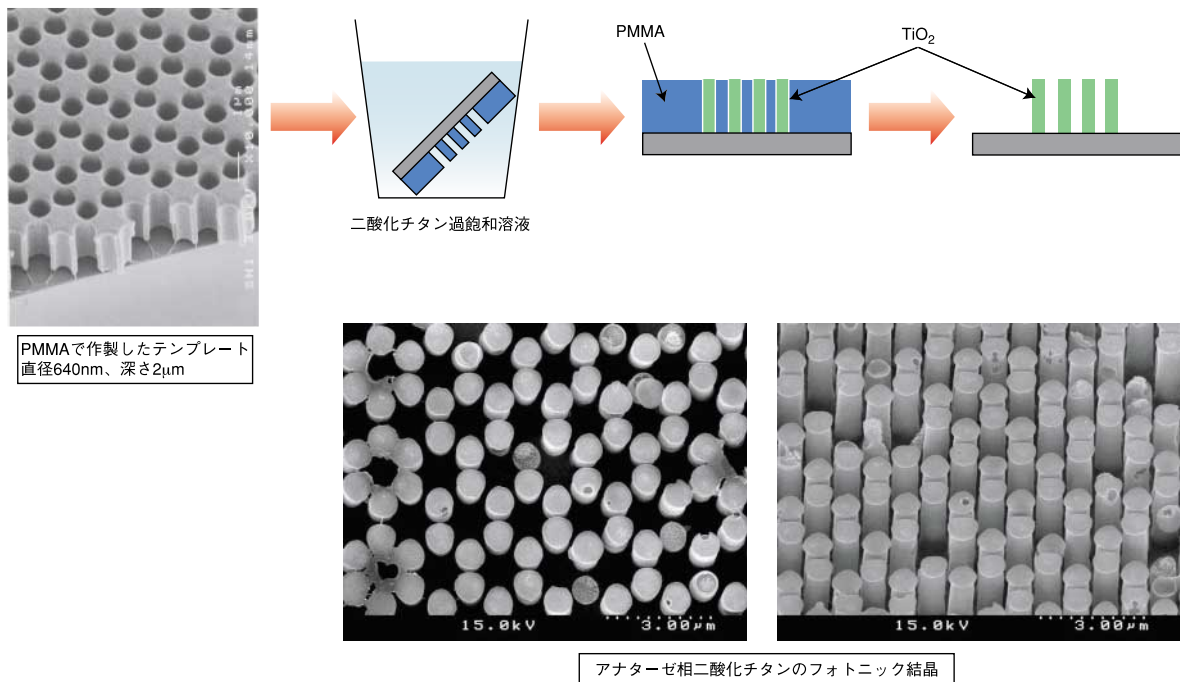 PMMA
TiO₂
二酸化チタン過飽和溶液
PMMAで作製したテンプレート
直径640nm、深さ2μm
15.0kV 3.00μm
15.0kV 3.00μm
アナターゼ相二酸化チタンのフォトニック結晶